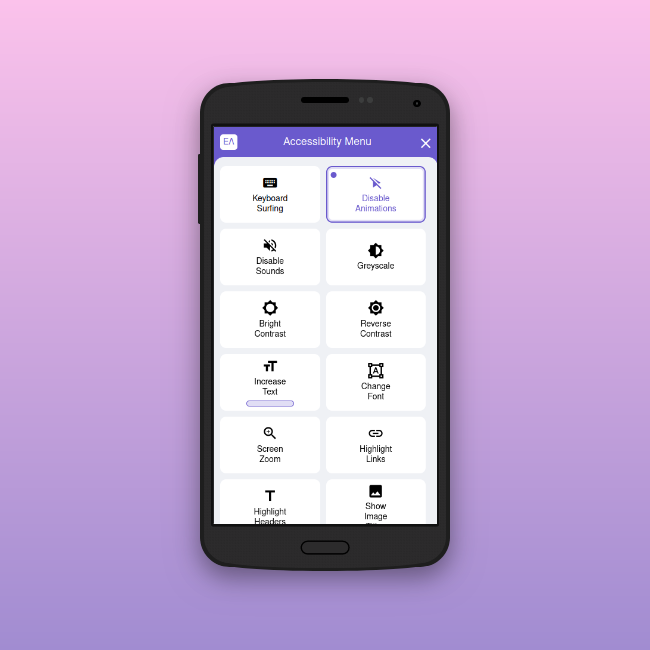 EA
Accessibility Menu
Keyboard
Surfing
Disable
Animations
Disable
Sounds
Greyscale
Bright
Contrast
Reverse
Contrast
Increase
Text
Change
Font
Screen
Zoom
Highlight
Links
Highlight
Headers
Show
Image